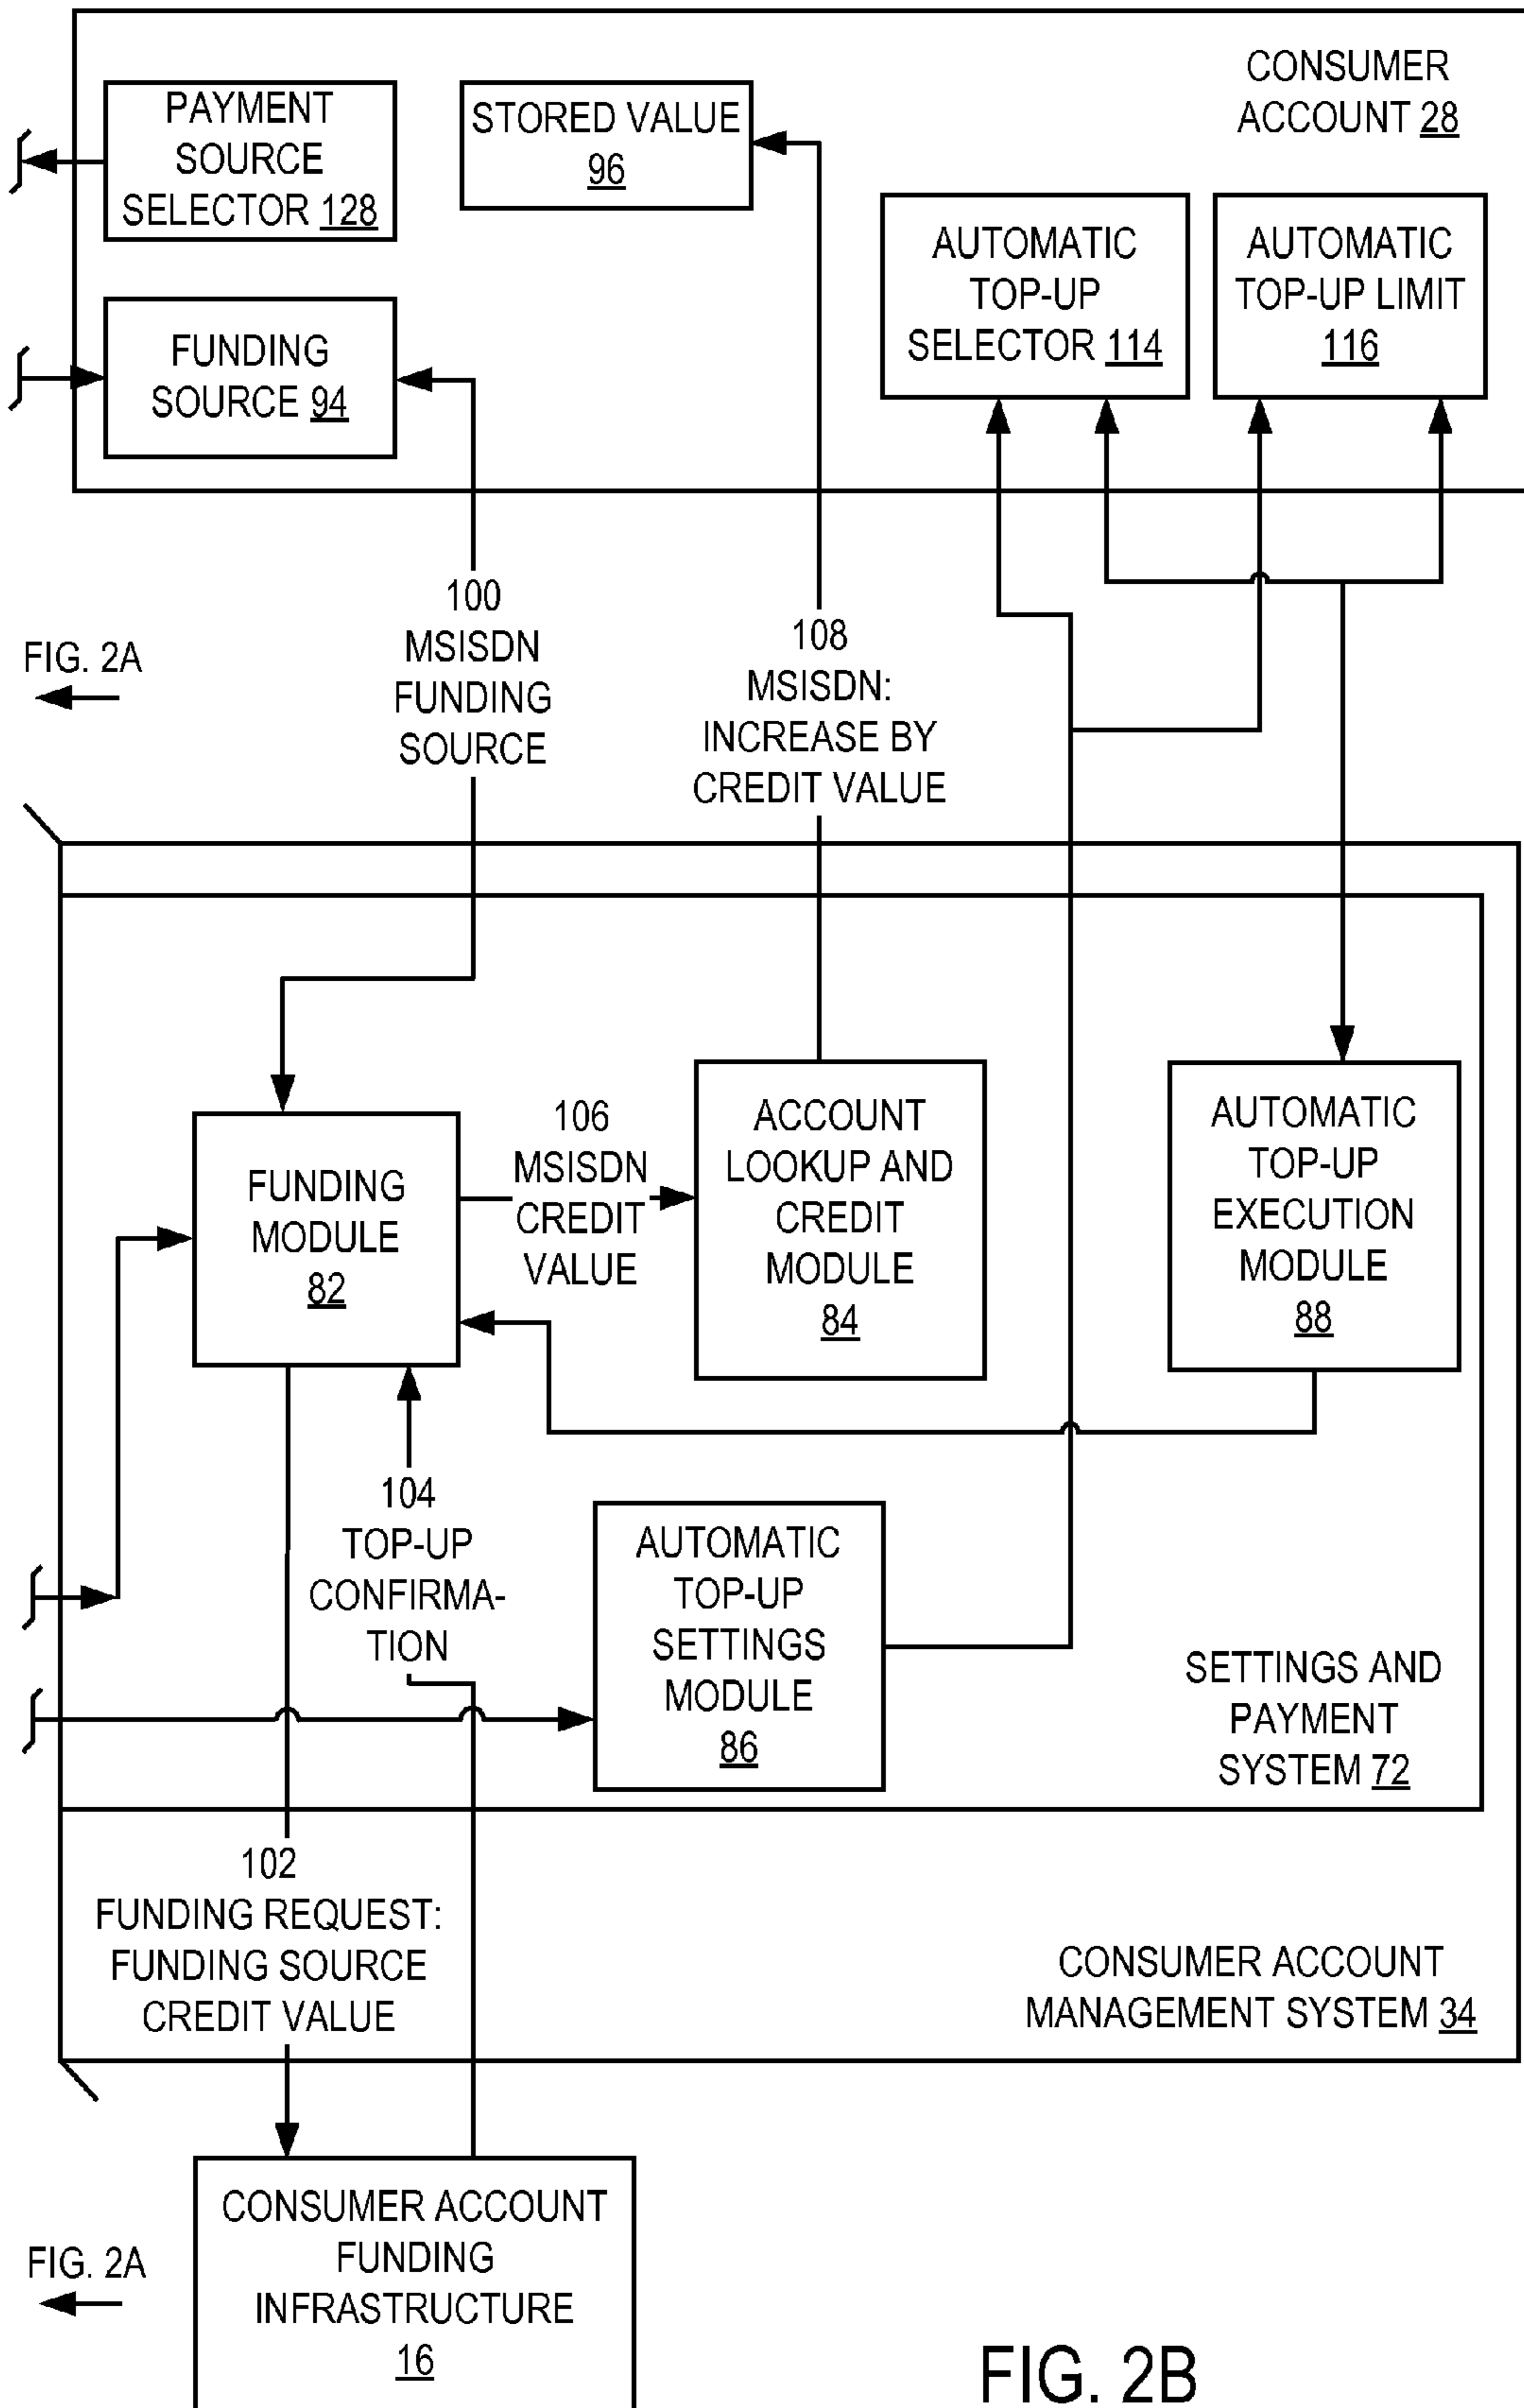 CONSUMER
ACCOUNT 28
PAYMENT
SOURCE
SELECTOR 128
STORED VALUE
96
AUTOMATIC
TOP-UP
SELECTOR 114
AUTOMATIC
TOP-UP LIMIT
116
FUNDING
SOURCE 94
100
MSISDN
FUNDING
SOURCE
108
MSISDN:
INCREASE BY
CREDIT VALUE
FIG. 2A
FUNDING
MODULE
82
106
MSISDN
CREDIT
VALUE
ACCOUNT
LOOKUP AND
CREDIT
MODULE
84
AUTOMATIC
TOP-UP
EXECUTION
MODULE
88
104
TOP-UP
CONFIRMA-
TION
AUTOMATIC
TOP-UP
SETTINGS
MODULE
86
SETTINGS AND
PAYMENT
SYSTEM 72
102
FUNDING REQUEST:
FUNDING SOURCE
CREDIT VALUE
CONSUMER ACCOUNT
MANAGEMENT SYSTEM 34
CONSUMER ACCOUNT
FUNDING
INFRASTRUCTURE
16
FIG. 2A
FIG. 2B